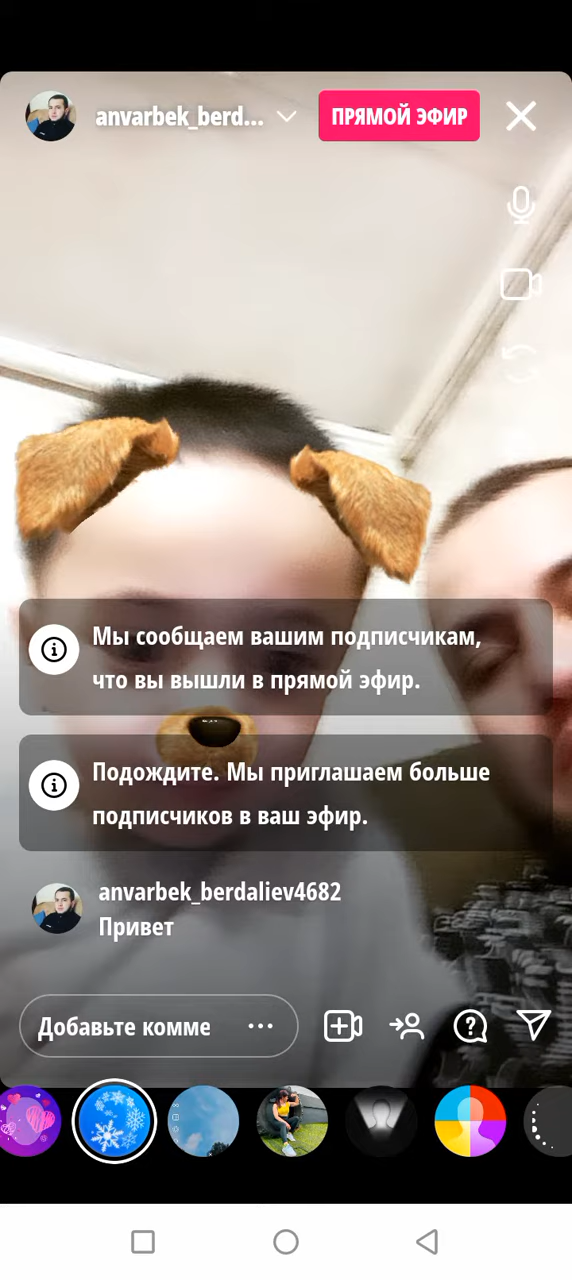 anvarbek_berd...
ПРЯМОЙ ЭФИР
Мы сообщаем вашим подписчикам,
что вы вышли в прямой эфир.
Подождите. Мы приглашаем больше
подписчиков в ваш эфир.
anvarbek_berdaliev4682
Привет
Добавьте комме